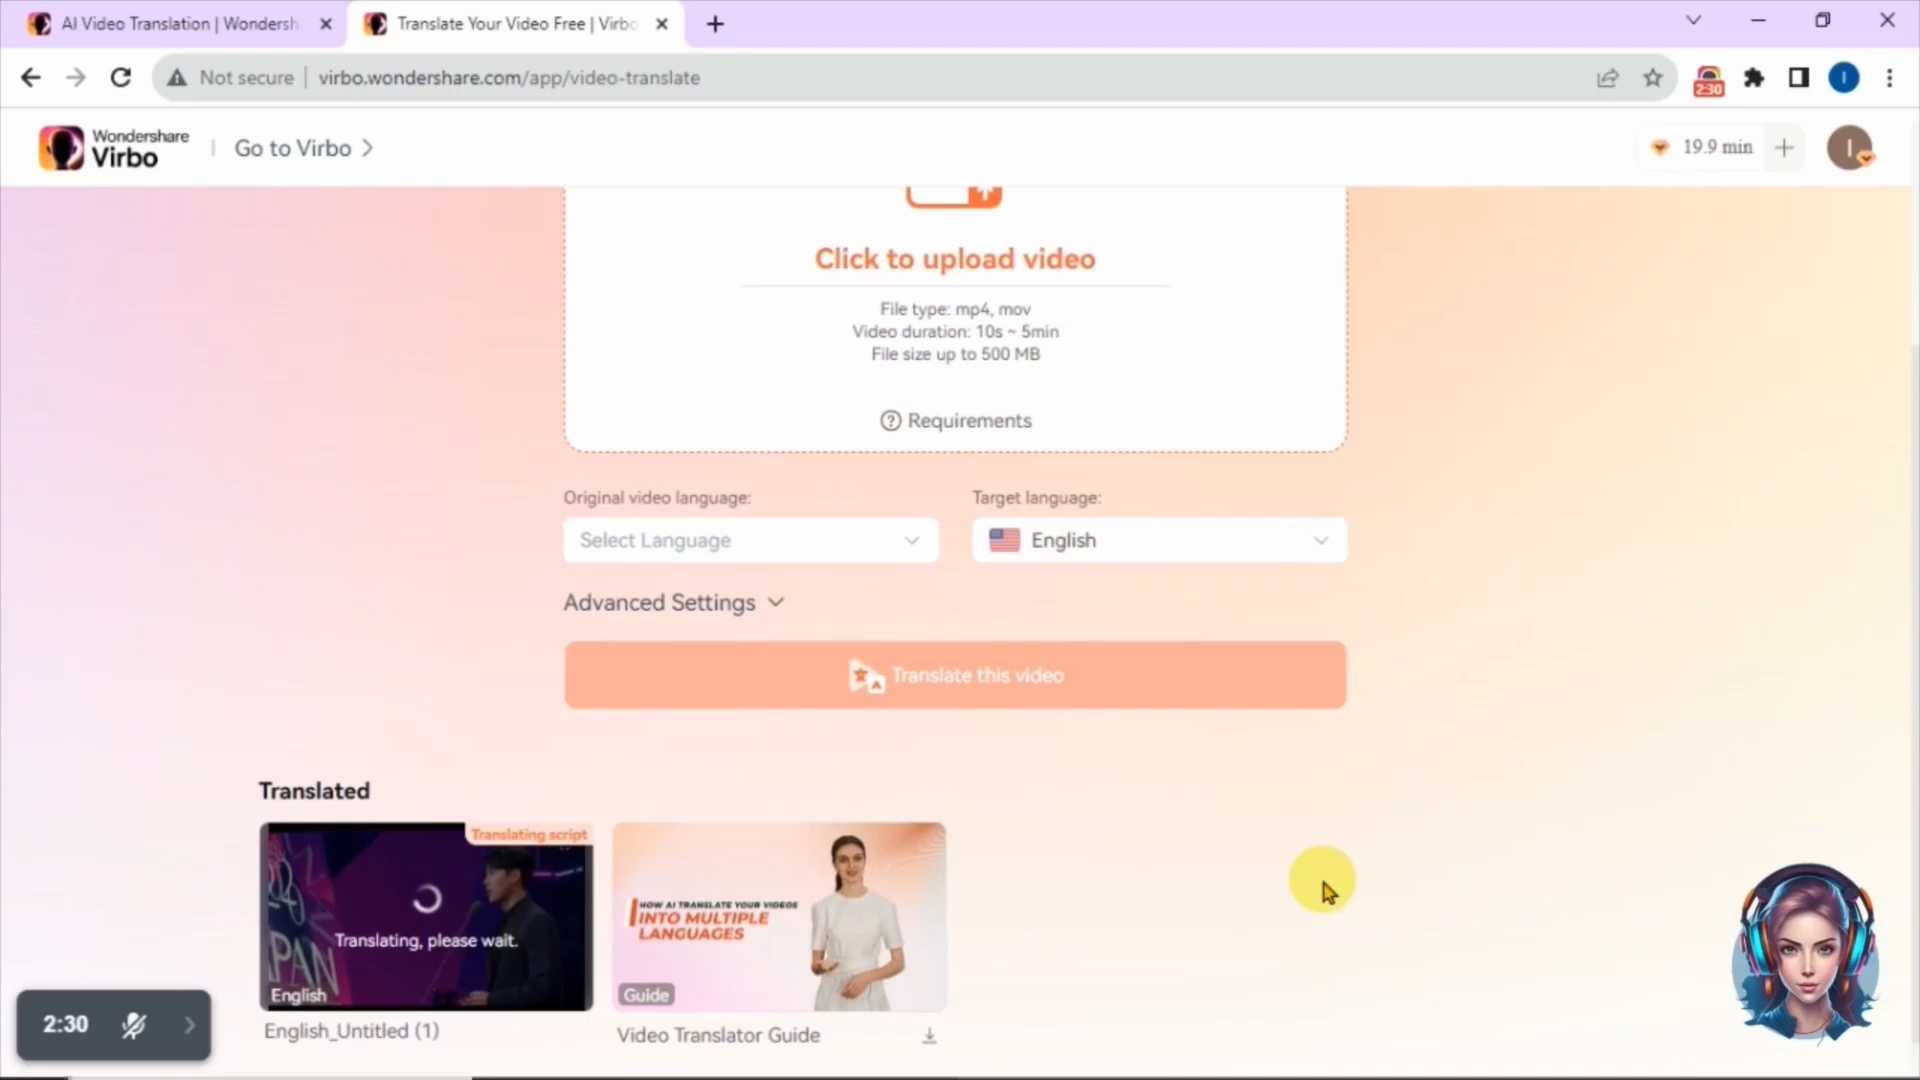 AI Video Translation | Wondersh
Translate Your Video Free | Virbo
Not secure
virbo.wondershare.com/app/video-translate
2:30
I
Wondershare
Virbo
Go to Virbo
19.9 min
I
Click to upload video
File type: mp4, mov
Video duration: 10s ~ 5min
File size up to 500 MB
Requirements
Original video language:
Target language:
Select Language
English
Advanced Settings
Translate this video
Translated
Translating script
Translating, please wait.
PAN
English
English_Untitled (1)
HOW AI TRANSLATE YOUR VIDEOS
INTO MULTIPLE
LANGUAGES
Guide
Video Translator Guide
2:30